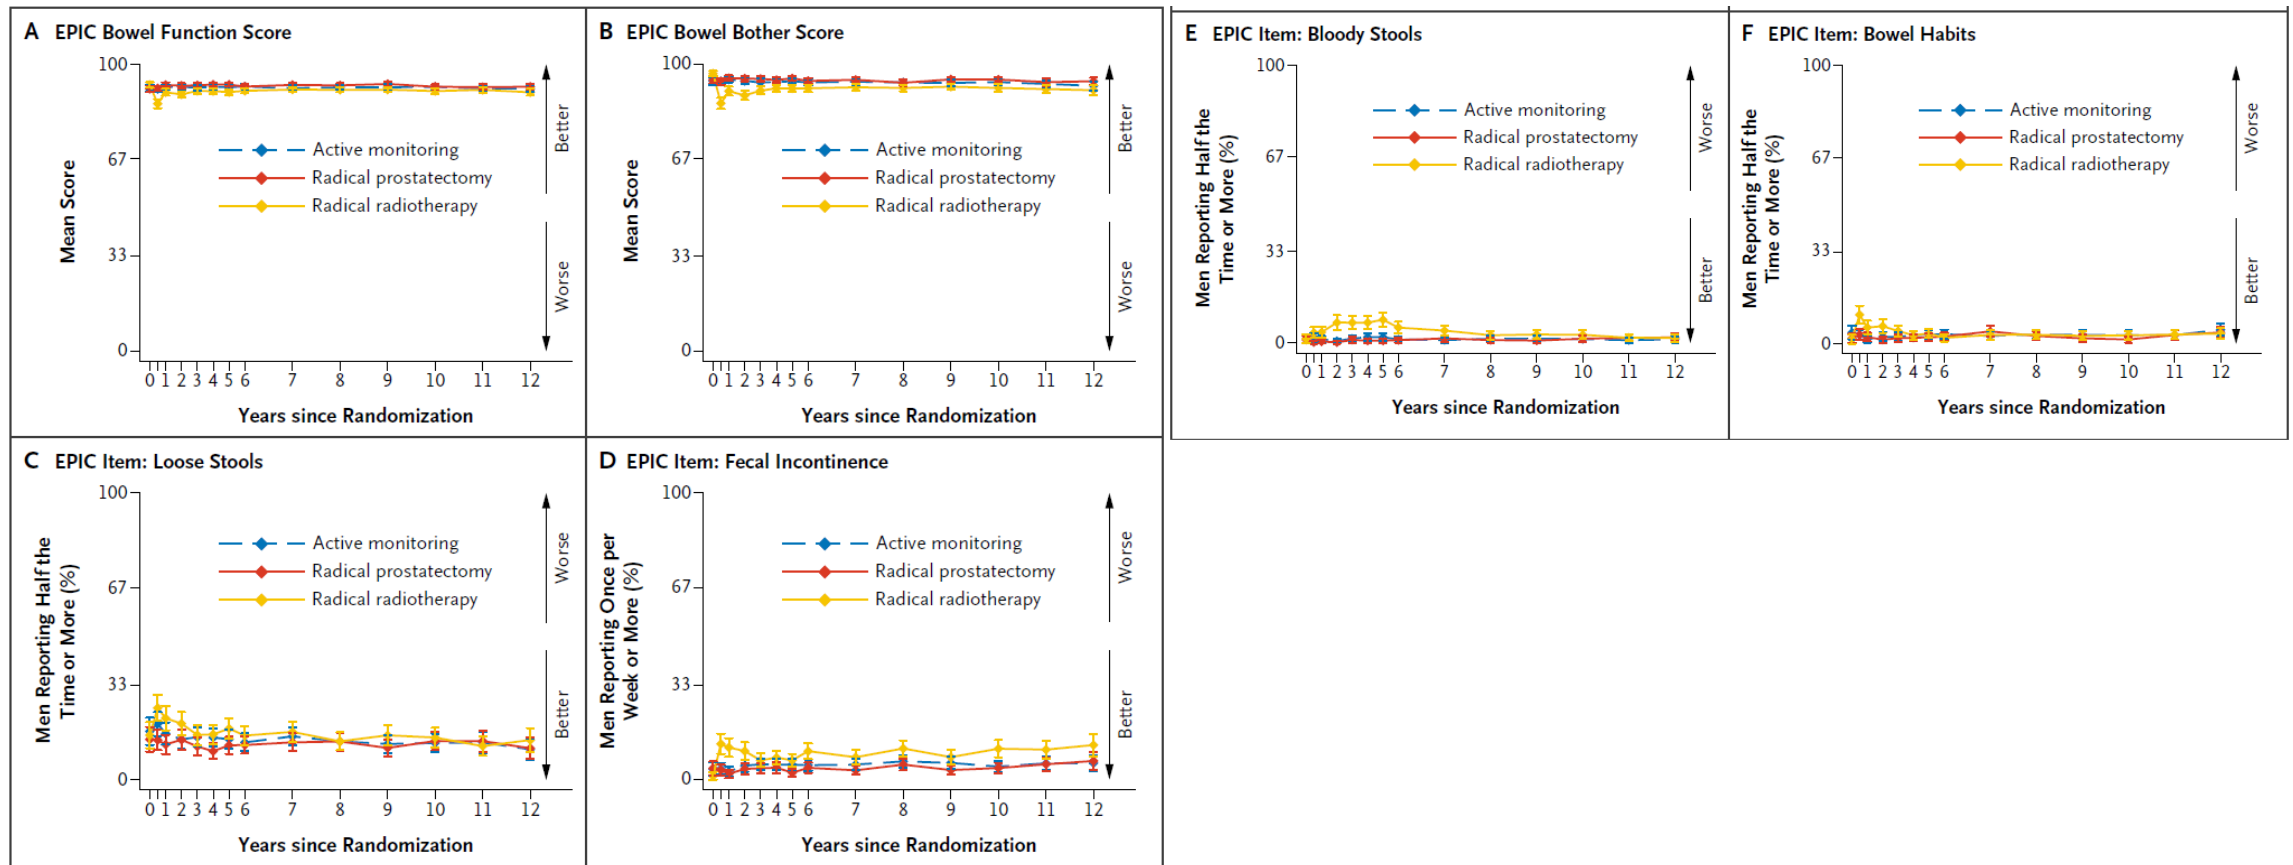 A EPIC Bowel Function Score
100
67
33
0
Mean Score
Better
Worse
Active monitoring
Radical prostatectomy
Radical radiotherapy
0 1 2 3 4 5 6 7 8 9 10 11 12
Years since Randomization
B EPIC Bowel Bother Score
100
67
33
0
Mean Score
Better
Worse
Active monitoring
Radical prostatectomy
Radical radiotherapy
0 1 2 3 4 5 6 7 8 9 10 11 12
Years since Randomization
E EPIC Item: Bloody Stools
100
67
33
0
Men Reporting Half the
Time or More (%)
Worse
Better
Active monitoring
Radical prostatectomy
Radical radiotherapy
0 1 2 3 4 5 6 7 8 9 10 11 12
Years since Randomization
F EPIC Item: Bowel Habits
100
67
33
0
Men Reporting Half the
Time or More (%)
Worse
Better
Active monitoring
Radical prostatectomy
Radical radiotherapy
0 1 2 3 4 5 6 7 8 9 10 11 12
Years since Randomization
C EPIC Item: Loose Stools
100
67
33
0
Men Reporting Half the
Time or More (%)
Worse
Better
Active monitoring
Radical prostatectomy
Radical radiotherapy
0 1 2 3 4 5 6 7 8 9 10 11 12
Years since Randomization
D EPIC Item: Fecal Incontinence
100
67
33
0
Men Reporting Once per
Week or More (%)
Worse
Better
Active monitoring
Radical prostatectomy
Radical radiotherapy
0 1 2 3 4 5 6 7 8 9 10 11 12
Years since Randomization